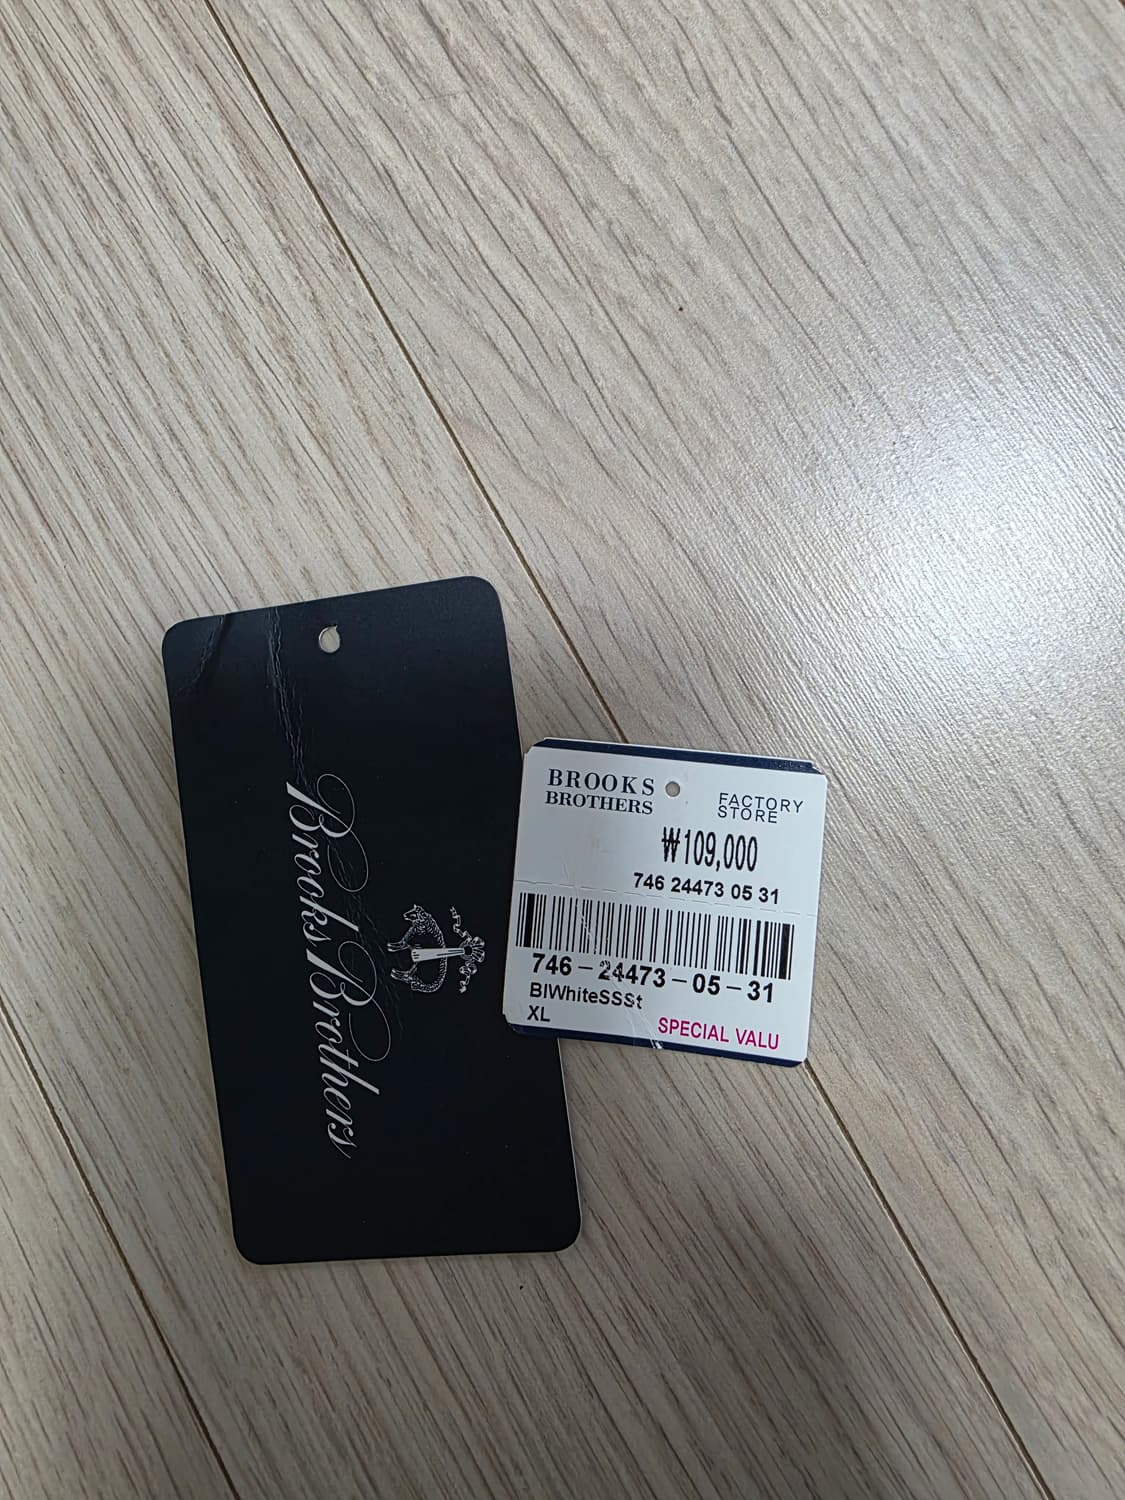 Brooks Brothers
BROOKS
BROTHERS
FACTORY
STORE
₩109,000
746 24473 05 31
746-24473-05-31
BlWhiteSSSt
XL
SPECIAL VALU